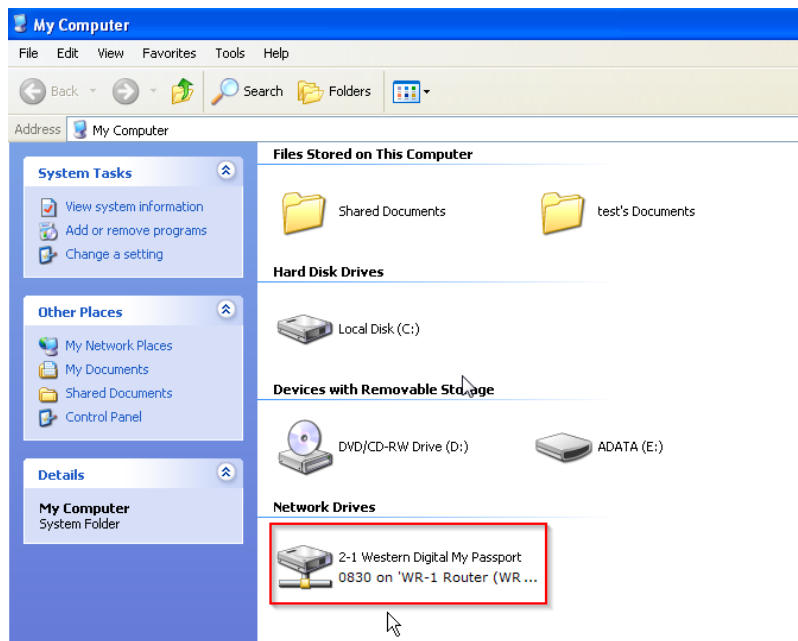 My Computer
File Edit View Favorites Tools Help
Back Search Folders
Address My Computer
System Tasks
View system information
Add or remove programs
Change a setting
Other Places
My Network Places
My Documents
Shared Documents
Control Panel
Details
My Computer
System Folder
Files Stored on This Computer
Shared Documents test's Documents
Hard Disk Drives
Local Disk (C:)
Devices with Removable Storage
DVD/CD-RW Drive (D:) ADATA (E:)
Network Drives
2-1 Western Digital My Passport
0830 on 'WR-1 Router (WR ...